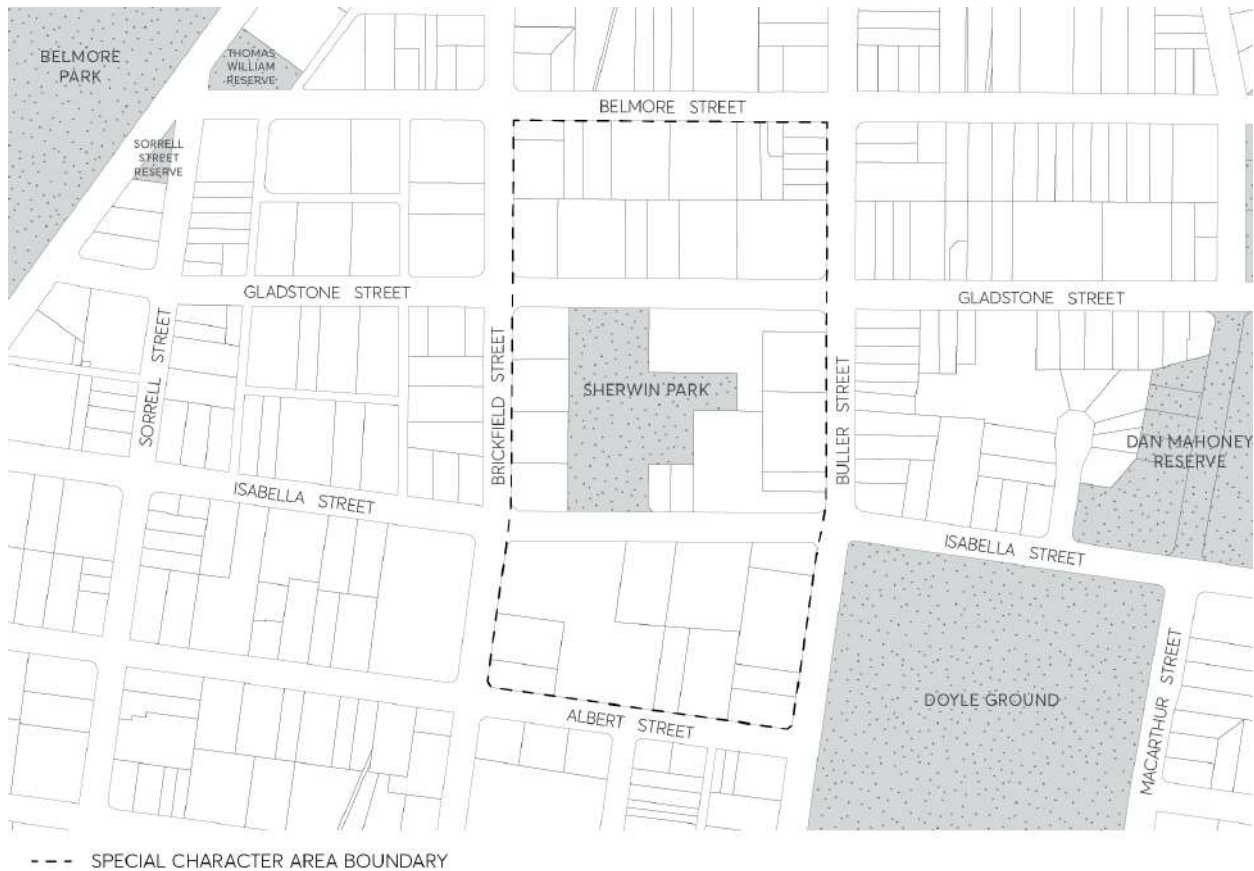 BELMORE
PARK
THOMAS
WILLIAM
RESERVE
BELMORE STREET
SORRELL
STREET
RESERVE
GLADSTONE STREET
GLADSTONE STREET
SORRELL STREET
BRICKFIELD STREET
SHERWIN PARK
BULLER STREET
DAN MAHONEY
RESERVE
ISABELLA STREET
ISABELLA STREET
DOYLE GROUND
MACARTHUR STREET
ALBERT STREET
SPECIAL CHARACTER AREA BOUNDARY